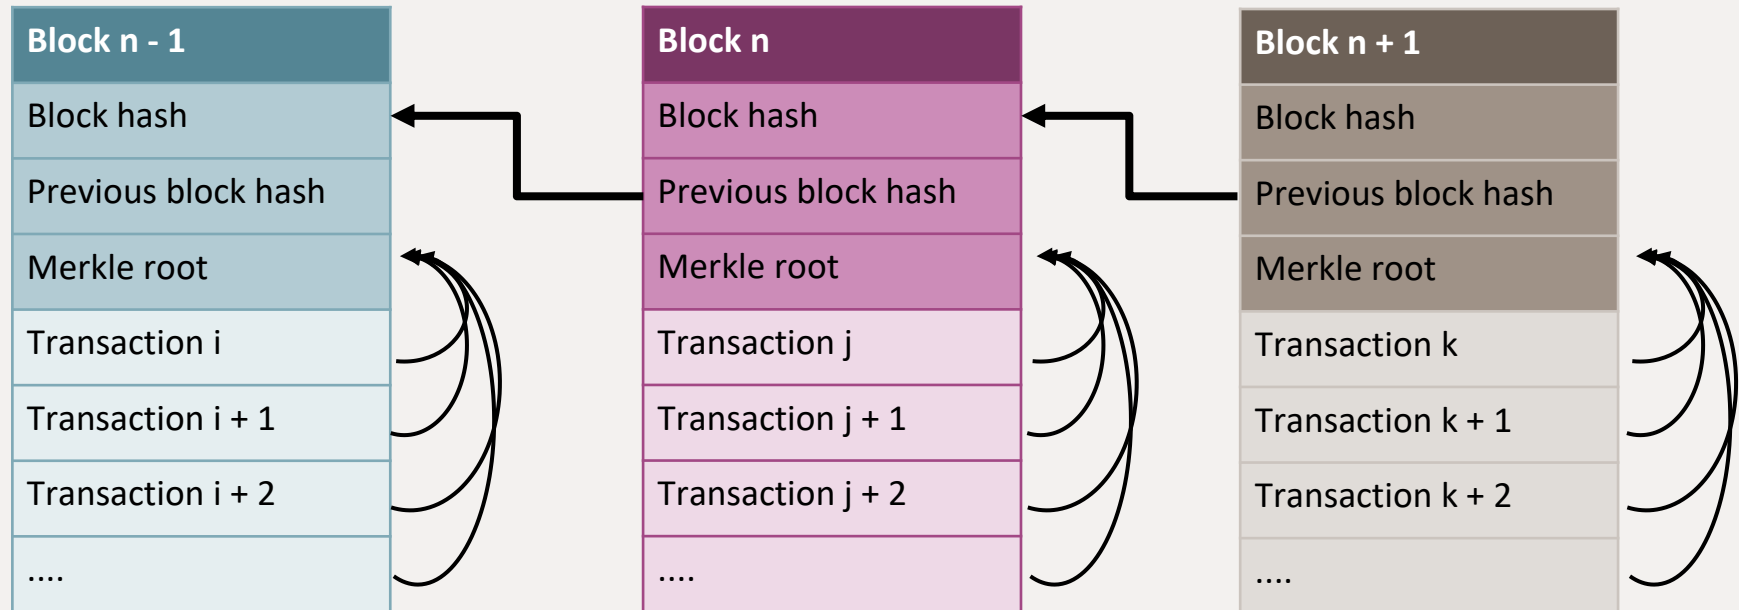 Block n - 1
Block hash
Previous block hash
Merkle root
Transaction i
Transaction i + 1
Transaction i + 2
....
Block n
Block hash
Previous block hash
Merkle root
Transaction j
Transaction j + 1
Transaction j + 2
....
Block n + 1
Block hash
Previous block hash
Merkle root
Transaction k
Transaction k + 1
Transaction k + 2
....